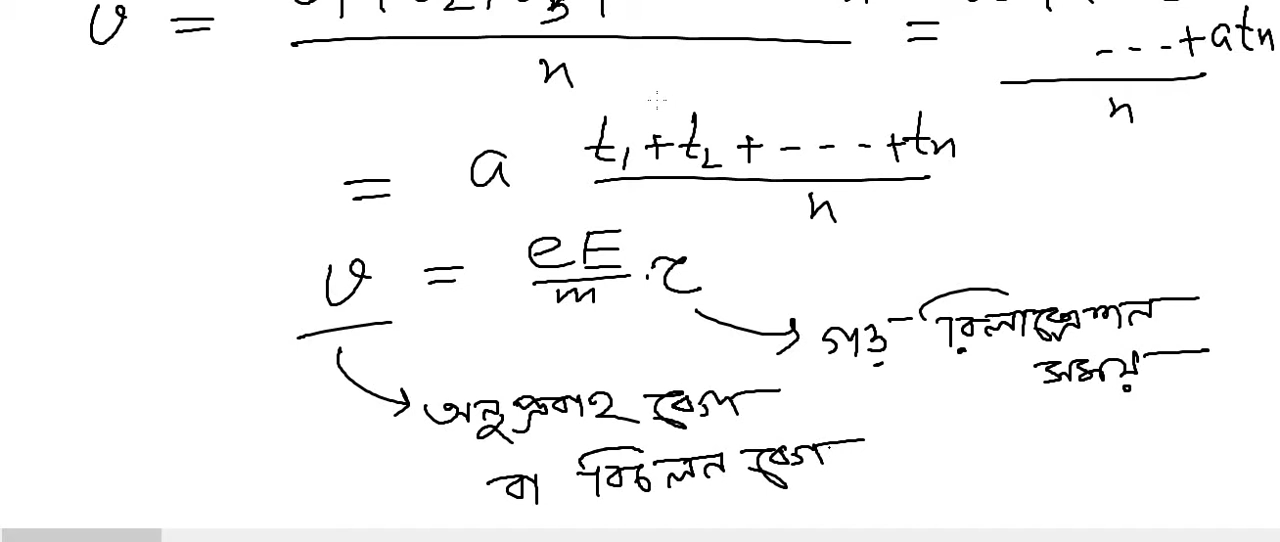 v = / n = --- + atn / n
= a t₁ + t₂ + --- + tn / n
v = eE / m . τ
→ গড় রিলাক্সেশন
সময়
→ অনুপ্রবাহ বেগ
বা বিচলন বেগ